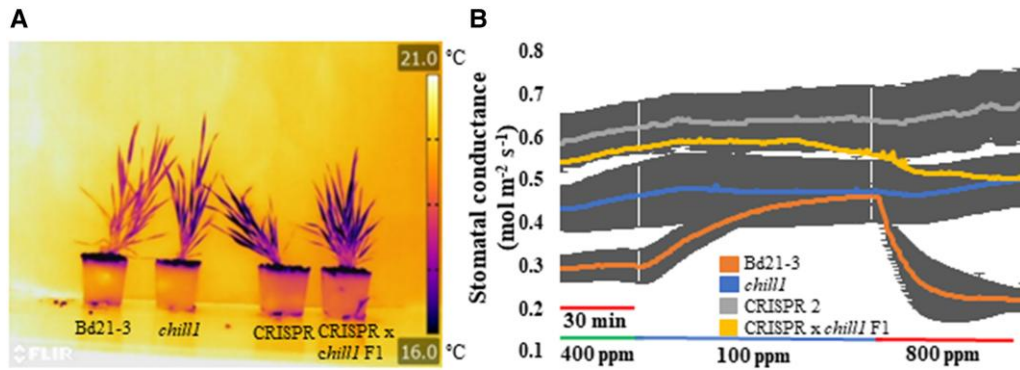 A
21.0 °C
Bd21-3
chill1
CRISPR
CRISPR x
chill1 F1
FLIR
16.0 °C
B
Stomatal conductance
(mol m⁻² s⁻¹)
0.8
0.7
0.6
0.5
0.4
0.3
0.2
0.1
Bd21-3
chill1
CRISPR 2
CRISPR x chill1 F1
30 min
400 ppm
100 ppm
800 ppm